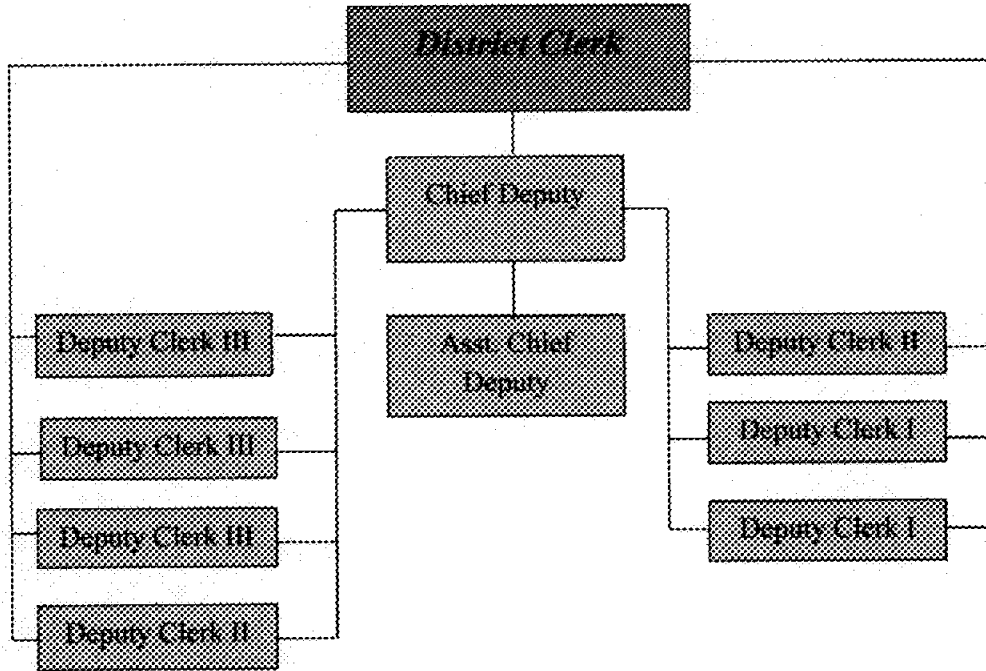 District Clerk
Chief Deputy
Asst. Chief
Deputy
Deputy Clerk III
Deputy Clerk III
Deputy Clerk III
Deputy Clerk II
Deputy Clerk II
Deputy Clerk I
Deputy Clerk I